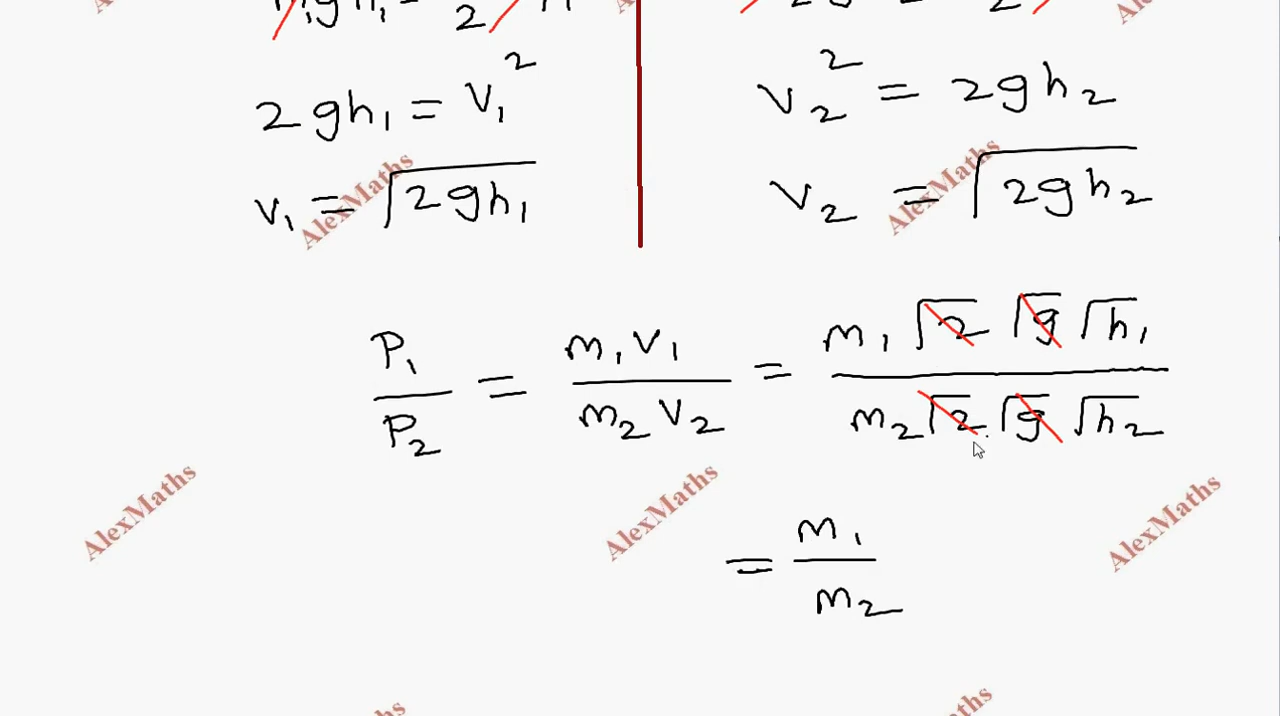 2gh₁ = v₁²
v₁ = √2gh₁
v₂² = 2gh₂
v₂ = √2gh₂
P₁/P₂ = m₁v₁/m₂v₂ = m₁√2 √g √h₁/m₂√2 √g √h₂
= m₁/m₂
AlexMaths
AlexMaths
AlexMaths
AlexMaths
AlexMaths